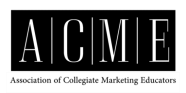 A|C|M|E
Association of Collegiate Marketing Educators